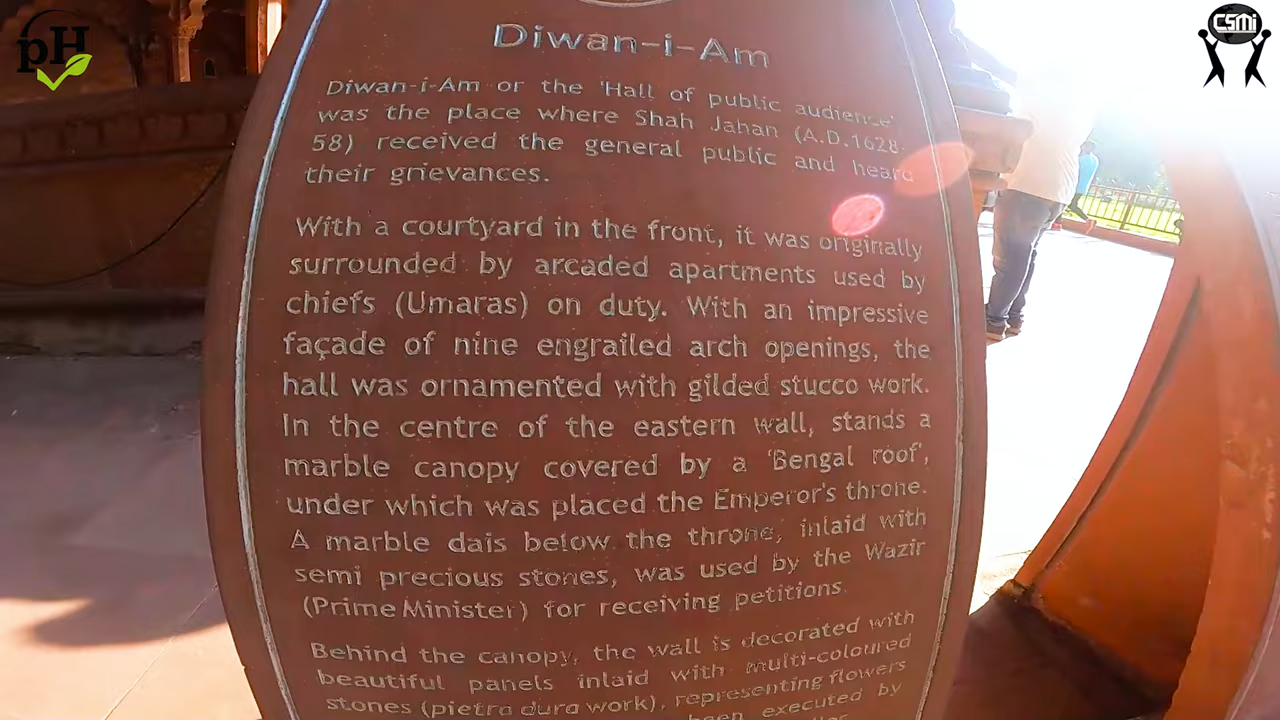 pH
CSMi
Diwan-i-Am
Diwan-i-Am or the 'Hall of public audience'
was the place where Shah Jahan (A.D.1628-
58) received the general public and heard
their grievances.
With a courtyard in the front, it was originally
surrounded by arcaded apartments used by
chiefs (Umaras) on duty. With an impressive
façade of nine engrailed arch openings, the
hall was ornamented with gilded stucco work.
In the centre of the eastern wall, stands a
marble canopy covered by a 'Bengal roof',
under which was placed the Emperor's throne.
A marble dais below the throne, inlaid with
semi precious stones, was used by the Wazir
(Prime Minister) for receiving petitions.
Behind the canopy, the wall is decorated with
beautiful panels inlaid with multi-coloured
stones (pietra dura work), representing flowers
been executed by